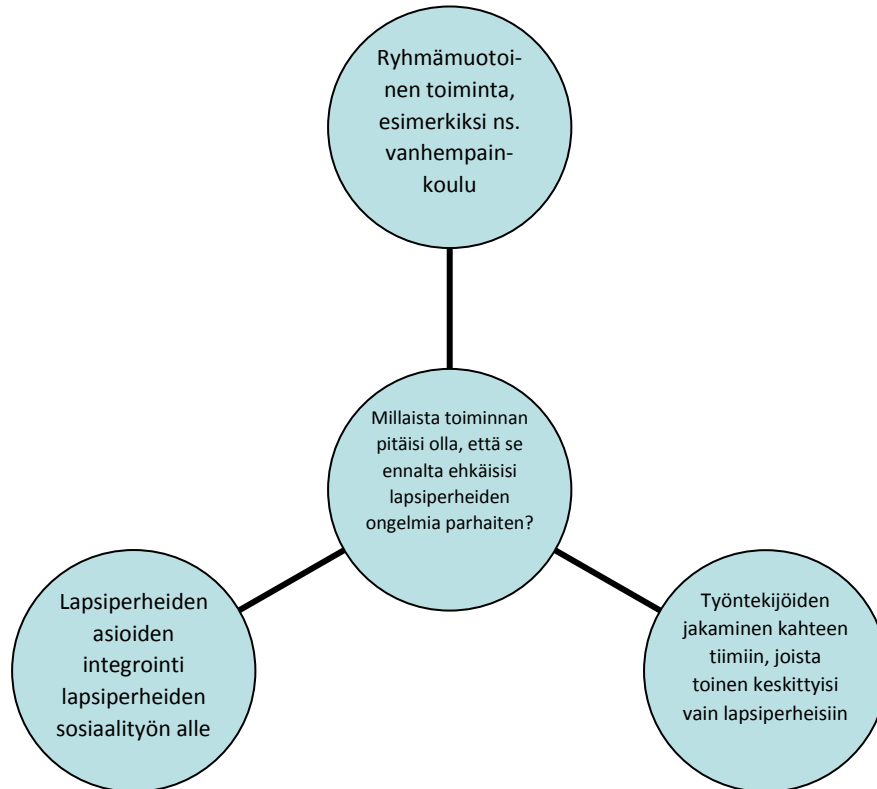 Ryhmämuotoi-
nen toiminta,
esimerkiksi ns.
vanhempain-
koulu
Millaista toiminnan
pitäisi olla, että se
ennalta ehkäisisi
lapsiperheiden
ongelmia parhaiten?
Lapsiperheiden
asioiden
integrointi
lapsiperheiden
sosiaalityön alle
Työntekijöiden
jakaminen kahteen
tiimiin, joista
toinen keskittyisi
vain lapsiperheisiin